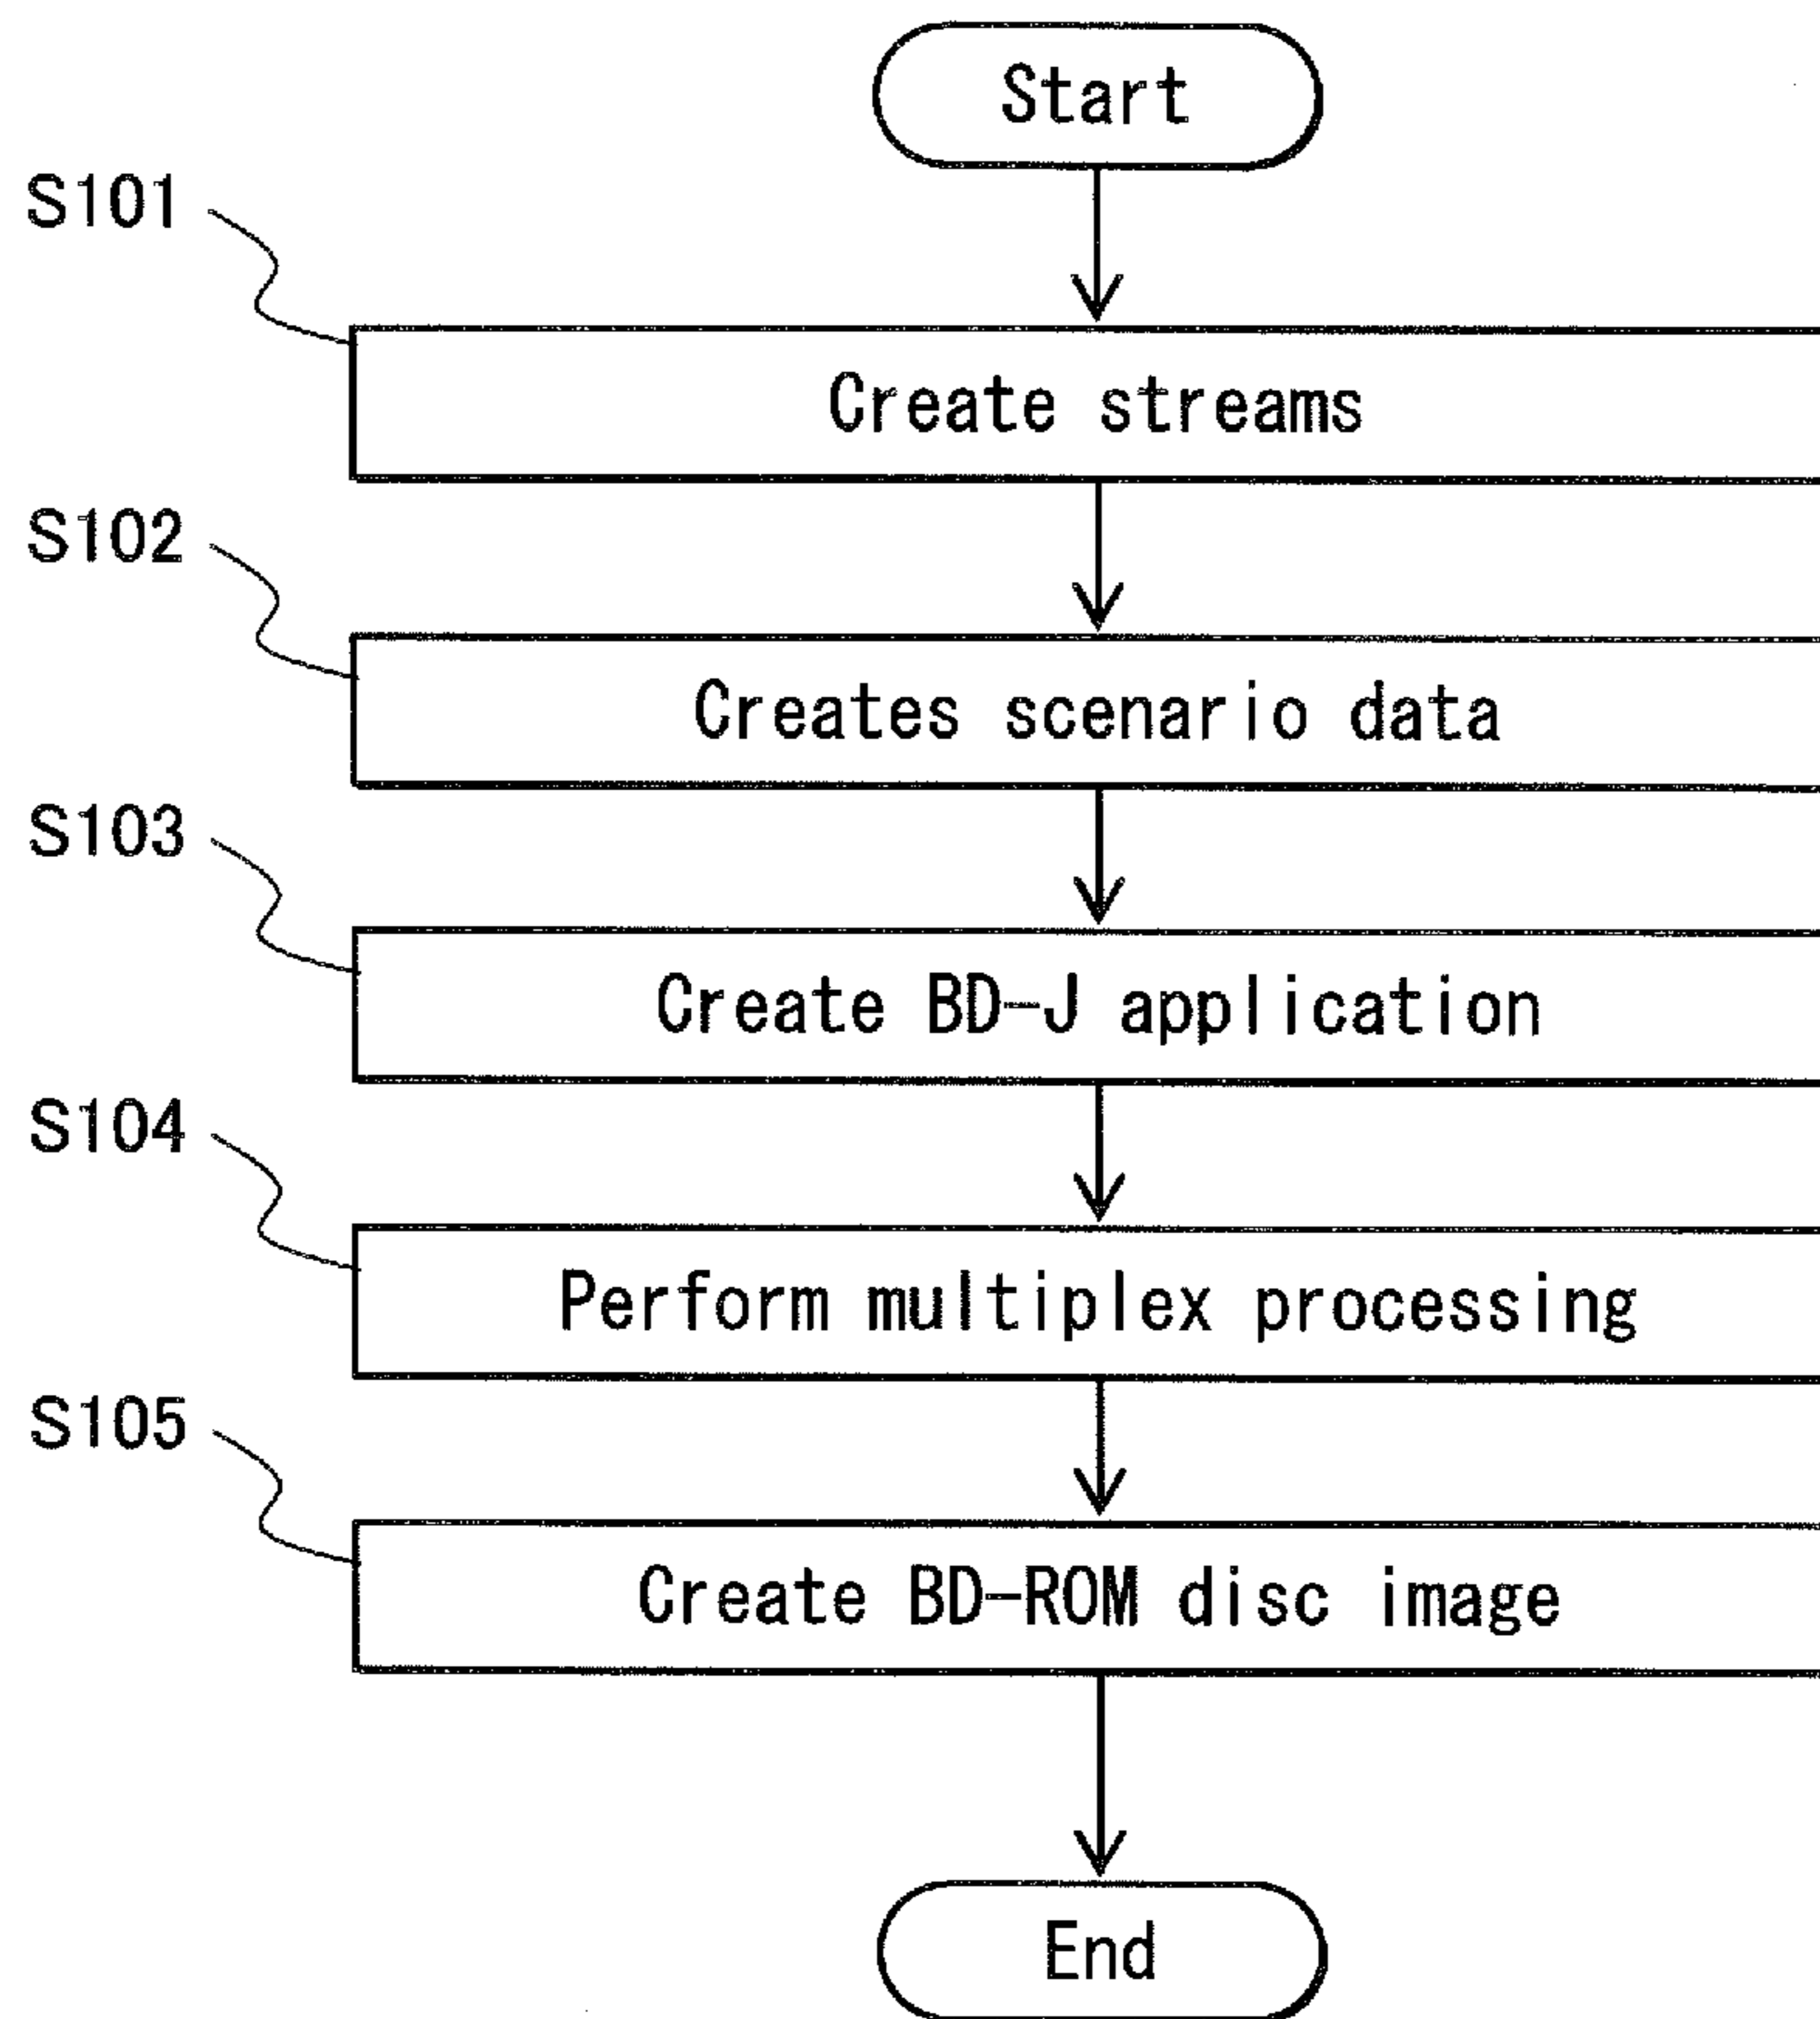 Start
S101
Create streams
S102
Creates scenario data
S103
Create BD-J application
S104
Perform multiplex processing
S105
Create BD-ROM disc image
End